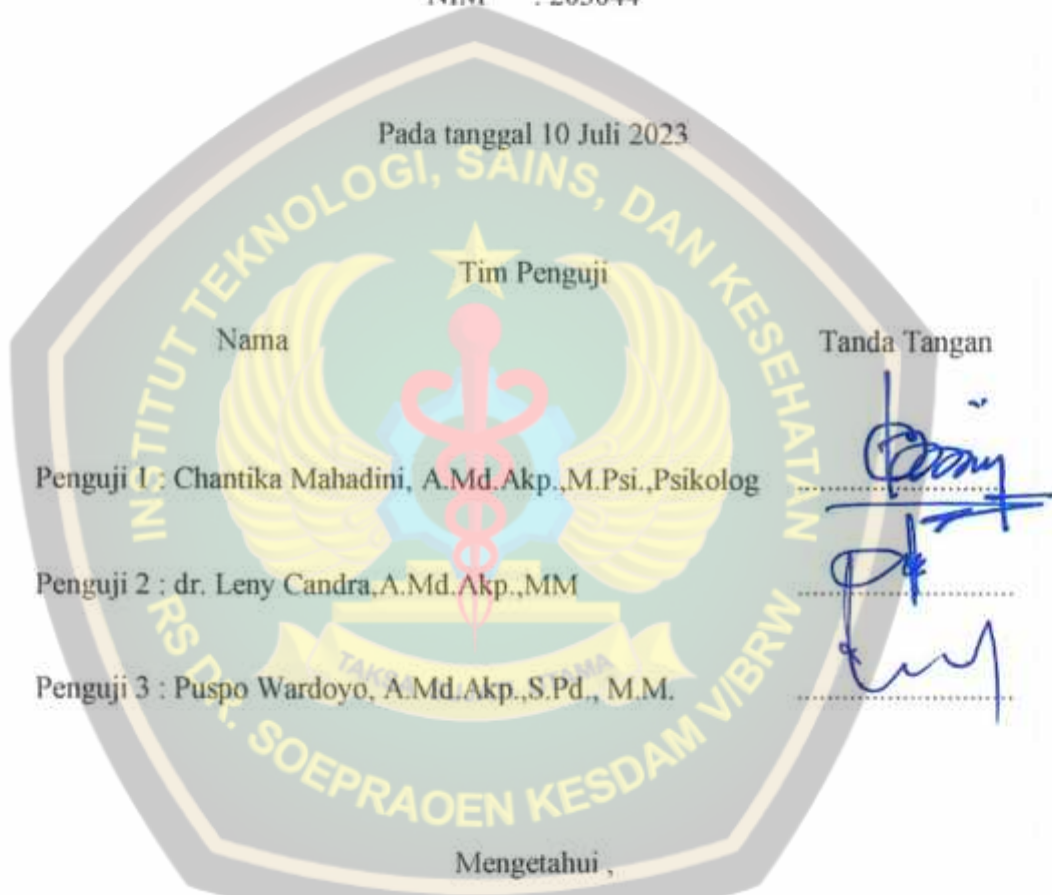 NIM : 203044
Pada tanggal 10 Juli 2023
INSTITUT TEKNOLOGI, SAINS, DAN KESEHATAN
RS DR. SOEPRAOEN KESDAM V/BRW
Tim Penguji
Nama Tanda Tangan
Penguji 1 : Chantika Mahadini, A.Md.Akp.,M.Psi.,Psikolog
Penguji 2 : dr. Leny Candra,A.Md.Akp.,MM
Penguji 3 : Puspo Wardoyo, A.Md.Akp.,S.Pd., M.M.
Mengetahui ,